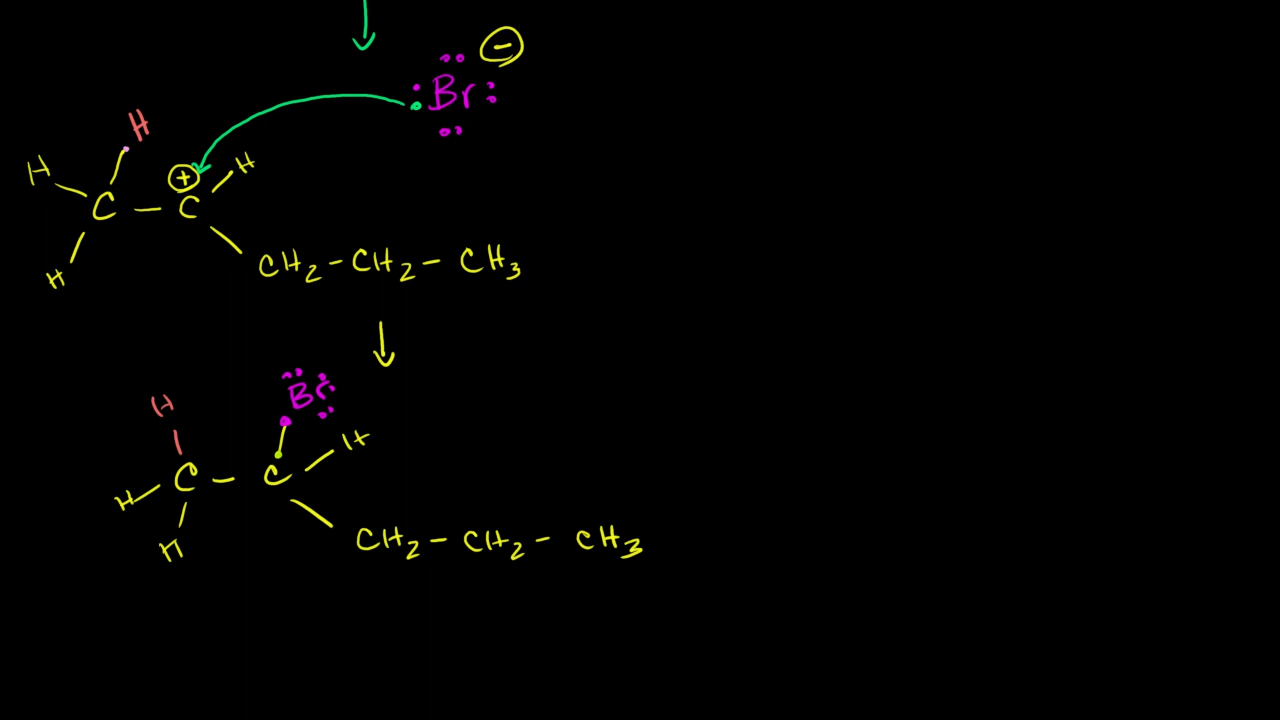 Br −
H
H C – C + H
H
CH2 – CH2 – CH3
Br
H
H C – C H
H
CH2 – CH2 – CH3